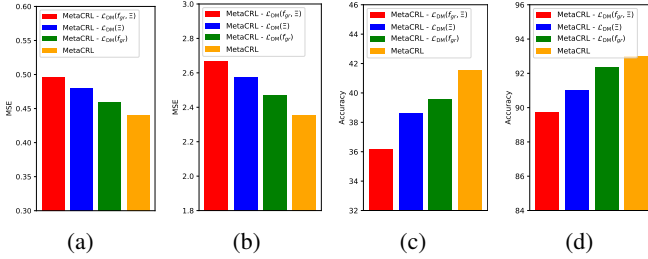 MetaCRL - ℒ_DM(f_gr, Ξ)
MetaCRL - ℒ_DM(Ξ)
MetaCRL - ℒ_DM(f_gr)
MetaCRL
0.60
0.55
0.50
0.45
0.40
0.35
0.30
MSE
(a)
MetaCRL - ℒ_DM(f_gr, Ξ)
MetaCRL - ℒ_DM(Ξ)
MetaCRL - ℒ_DM(f_gr)
MetaCRL
3.0
2.8
2.6
2.4
2.2
2.0
1.8
MSE
(b)
MetaCRL - ℒ_DM(f_gr, Ξ)
MetaCRL - ℒ_DM(Ξ)
MetaCRL - ℒ_DM(f_gr)
MetaCRL
46
44
42
40
38
36
34
32
Accuracy
(c)
MetaCRL - ℒ_DM(f_gr, Ξ)
MetaCRL - ℒ_DM(Ξ)
MetaCRL - ℒ_DM(f_gr)
MetaCRL
96
94
92
90
88
86
84
Accuracy
(d)